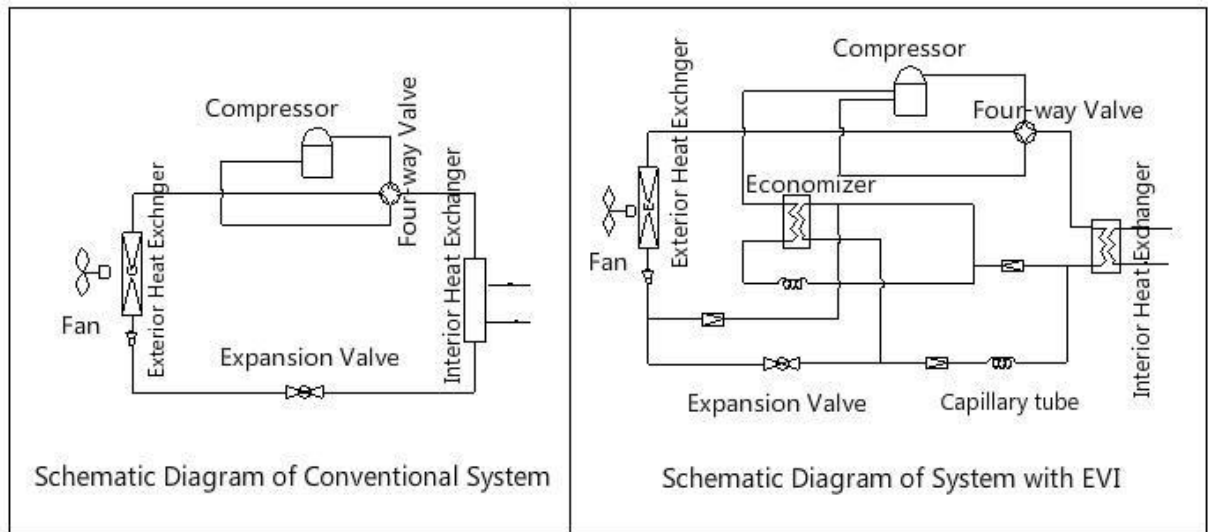 Compressor
Four-way Valve
Exterior Heat Exchnger
Interior Heat Exchanger
Fan
Expansion Valve
Schematic Diagram of Conventional System
Compressor
Four-way Valve
Exterior Heat Exchnger
Economizer
Interior Heat Exchanger
Fan
Expansion Valve
Capillary tube
Schematic Diagram of System with EVI